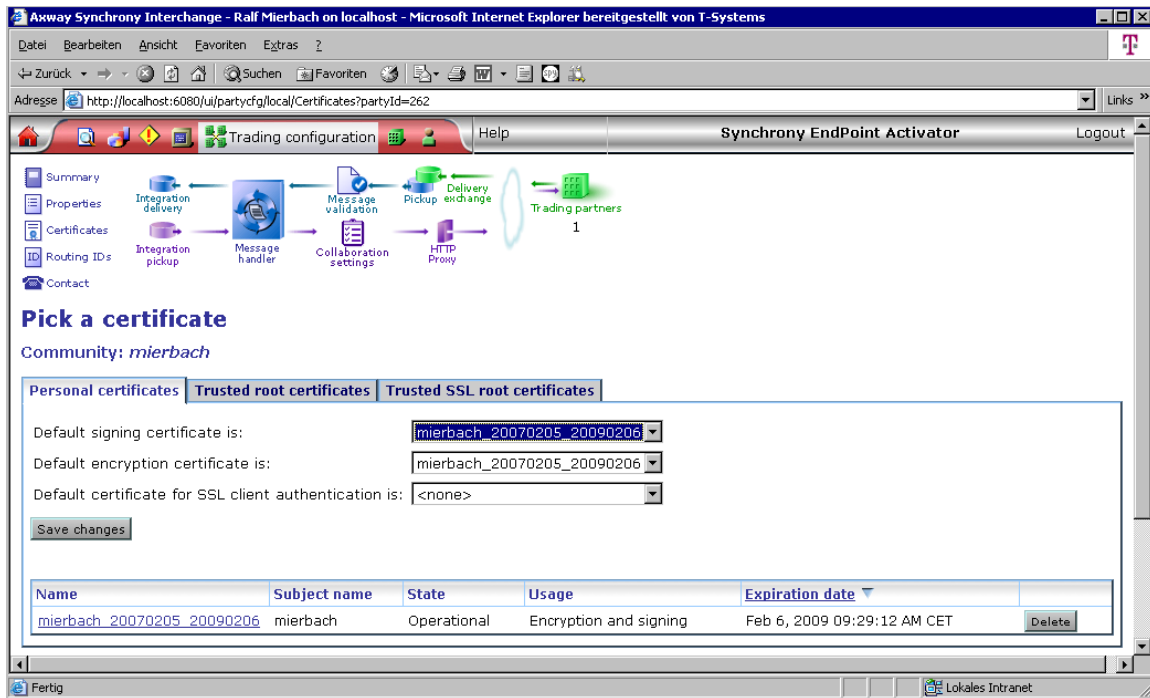 Axway Synchrony Interchange - Ralf Mierbach on localhost - Microsoft Internet Explorer bereitgestellt von T-Systems
Datei Bearbeiten Ansicht Favoriten Extras ?
T
Zurück Suchen Favoriten
Adresse http://localhost:6080/ui/partycfg/local/Certificates?partyId=262 Links »
Trading configuration Help Synchrony EndPoint Activator Logout
Summary
Properties
Certificates
ID Routing IDs
Contact
Integration delivery
Integration pickup
Message handler
Message validation
Collaboration settings
Pickup
Delivery exchange
HTTP Proxy
Trading partners
1
Pick a certificate
Community: mierbach
Personal certificates Trusted root certificates Trusted SSL root certificates
Default signing certificate is: mierbach_20070205_20090206
Default encryption certificate is: mierbach_20070205_20090206
Default certificate for SSL client authentication is: <none>
Save changes
Name Subject name State Usage Expiration date
mierbach_20070205_20090206 mierbach Operational Encryption and signing Feb 6, 2009 09:29:12 AM CET Delete
Fertig Lokales Intranet